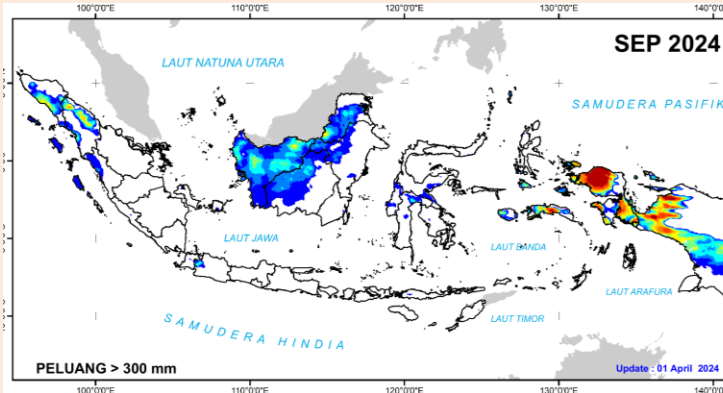 100°0'0"E 110°0'0"E 120°0'0"E 130°0'0"E 140°0'0"
SEP 2024
LAUT NATUNA UTARA
SAMUDERA PASIFIK
LAUT JAWA
LAUT BANDA
LAUT ARAFURA
SAMUDERA HINDIA
LAUT TIMOR
PELUANG > 300 mm
Update : 01 April 2024
100°0'0"E 110°0'0"E 120°0'0"E 130°0'0"E 140°0'0"